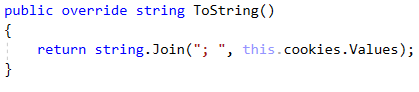 public override string ToString()
{
    return string.Join("; ", this.cookies.Values);
}